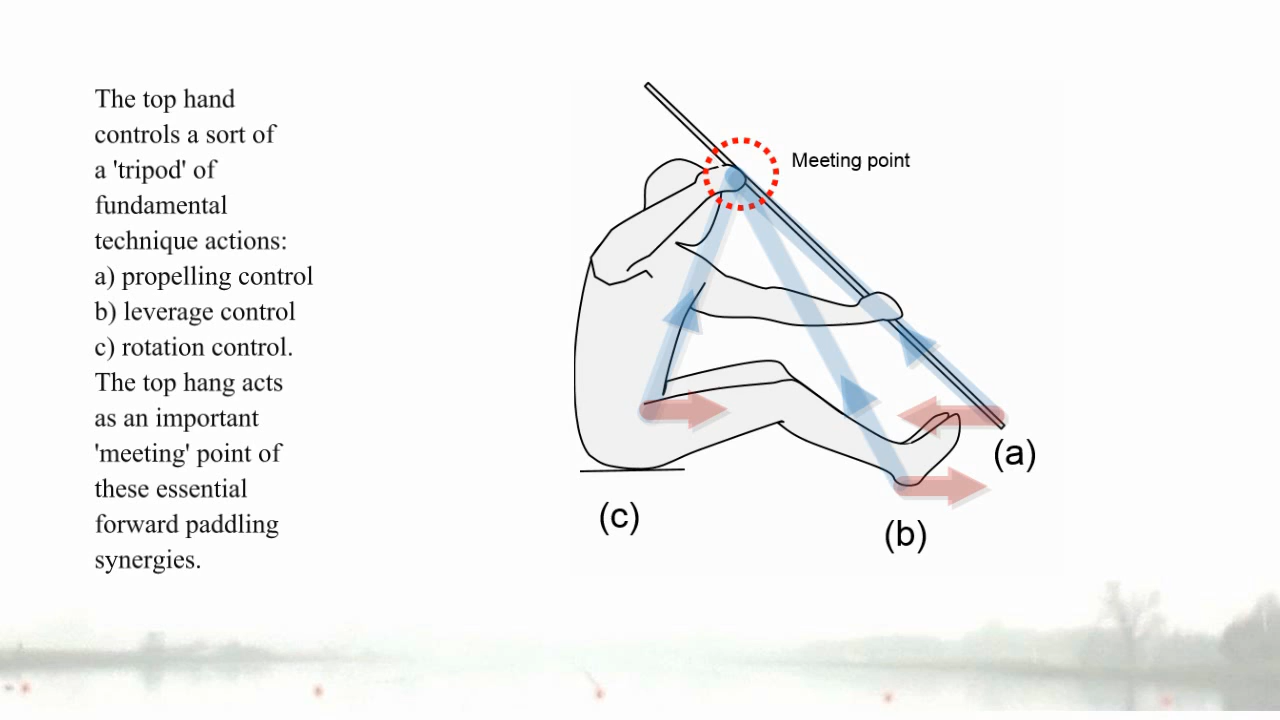 The top hand
controls a sort of
a 'tripod' of
fundamental
technique actions:
a) propelling control
b) leverage control
c) rotation control.
The top hang acts
as an important
'meeting' point of
these essential
forward paddling
synergies.
Meeting point
(a)
(c)
(b)